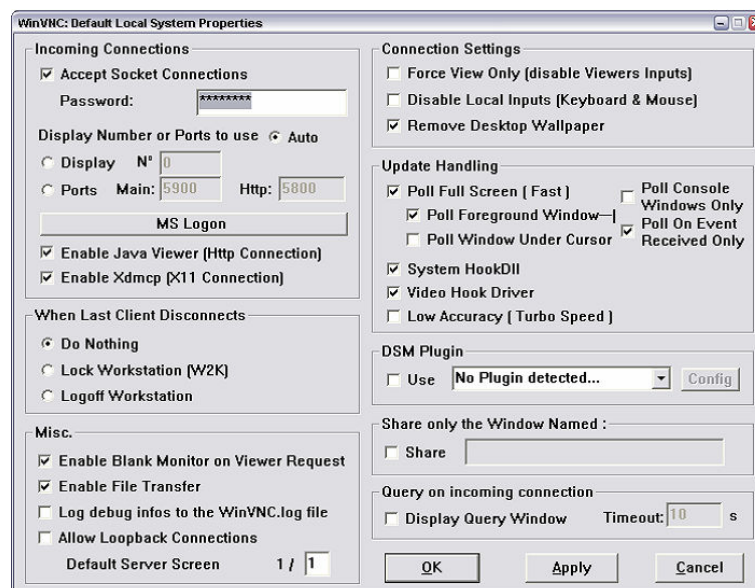 WinVNC: Default Local System Properties
Incoming Connections
Accept Socket Connections
Password: ********
Display Number or Ports to use Auto
Display N° 0
Ports Main: 5900 Http: 5800
MS Logon
Enable Java Viewer (Http Connection)
Enable Xdmcp (X11 Connection)
When Last Client Disconnects
Do Nothing
Lock Workstation (W2K)
Logoff Workstation
Misc.
Enable Blank Monitor on Viewer Request
Enable File Transfer
Log debug infos to the WinVNC.log file
Allow Loopback Connections
Default Server Screen 1 / 1
Connection Settings
Force View Only (disable Viewers Inputs)
Disable Local Inputs (Keyboard & Mouse)
Remove Desktop Wallpaper
Update Handling
Poll Full Screen ( Fast )
Poll Foreground Window
Poll Window Under Cursor
Poll Console
Windows Only
Poll On Event
Received Only
System HookDll
Video Hook Driver
Low Accuracy ( Turbo Speed )
DSM Plugin
Use No Plugin detected... Config
Share only the Window Named :
Share
Query on incoming connection
Display Query Window Timeout: 10 s
OK Apply Cancel